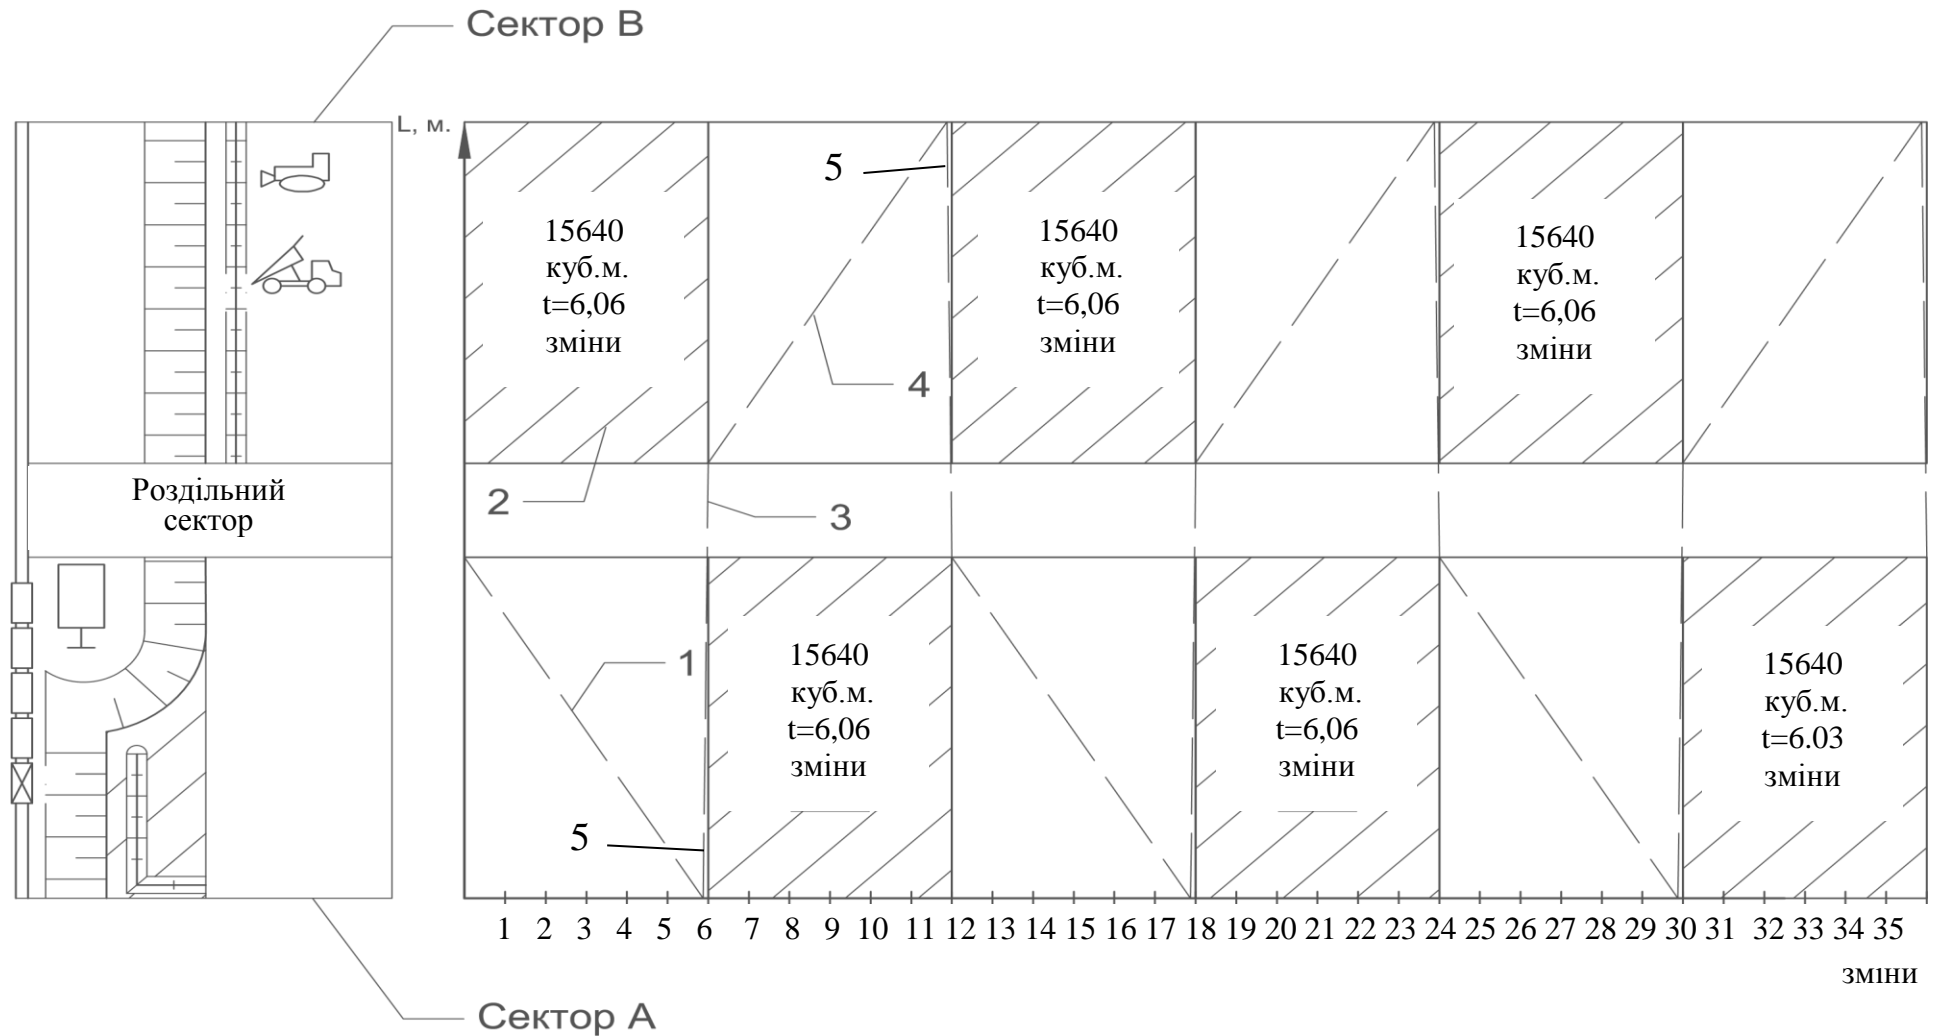 Сектор В
L, м.
5
15640
куб.м.
t=6,06
зміни
15640
куб.м.
t=6,06
зміни
15640
куб.м.
t=6,06
зміни
4
Роздільний
сектор
2
3
1
15640
куб.м.
t=6,06
зміни
15640
куб.м.
t=6,06
зміни
15640
куб.м.
t=6.03
зміни
5
1 2 3 4 5 6 7 8 9 10 11 12 13 14 15 16 17 18 19 20 21 22 23 24 25 26 27 28 29 30 31 32 33 34 35
зміни
Сектор А